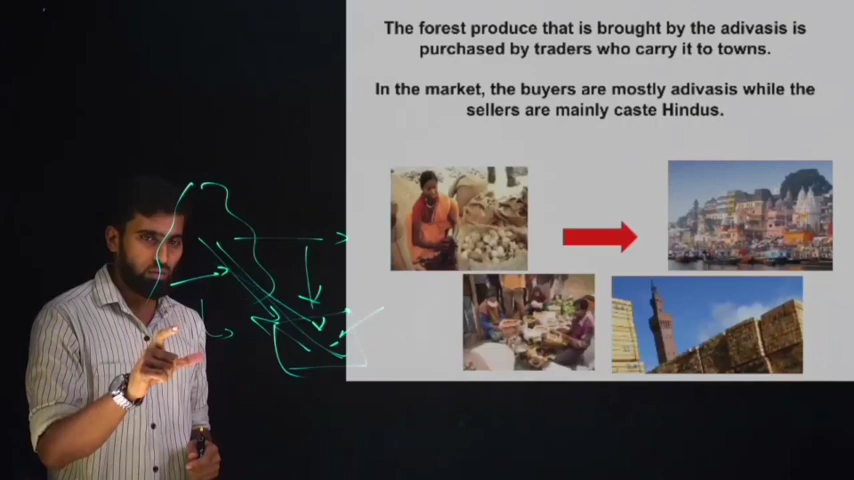 The forest produce that is brought by the adivasis is
purchased by traders who carry it to towns.
In the market, the buyers are mostly adivasis while the
sellers are mainly caste Hindus.